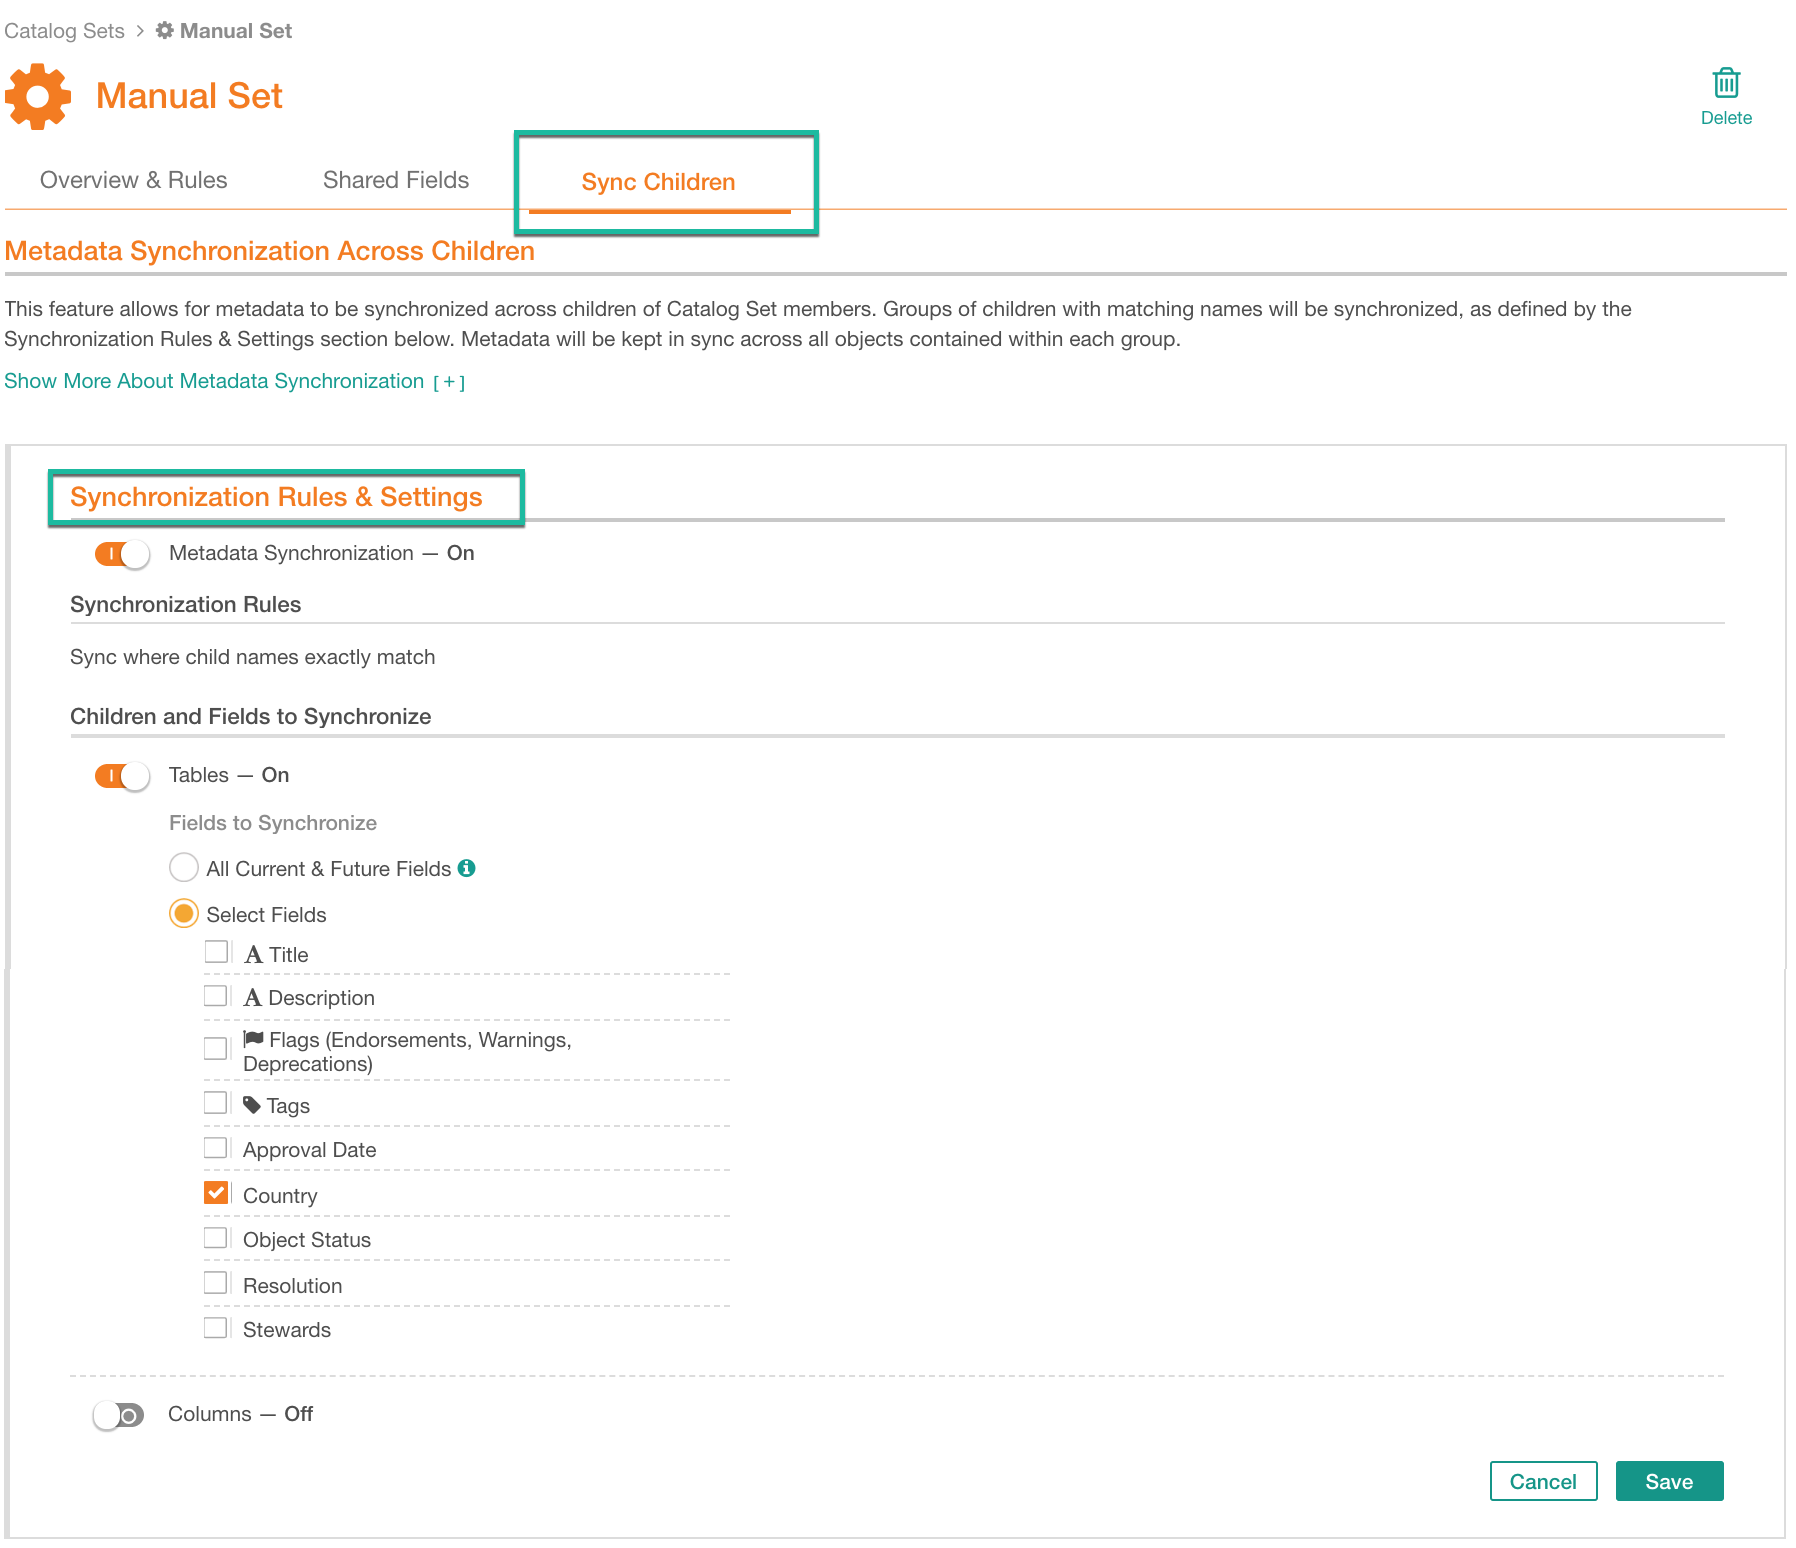 Catalog Sets > Manual Set
Manual Set
Delete
Overview & Rules
Shared Fields
Sync Children
Metadata Synchronization Across Children
This feature allows for metadata to be synchronized across children of Catalog Set members. Groups of children with matching names will be synchronized, as defined by the
Synchronization Rules & Settings section below. Metadata will be kept in sync across all objects contained within each group.
Show More About Metadata Synchronization [+]
Synchronization Rules & Settings
Metadata Synchronization — On
Synchronization Rules
Sync where child names exactly match
Children and Fields to Synchronize
Tables — On
Fields to Synchronize
All Current & Future Fields
Select Fields
A Title
A Description
Flags (Endorsements, Warnings,
Deprecations)
Tags
Approval Date
Country
Object Status
Resolution
Stewards
Columns — Off
Cancel
Save